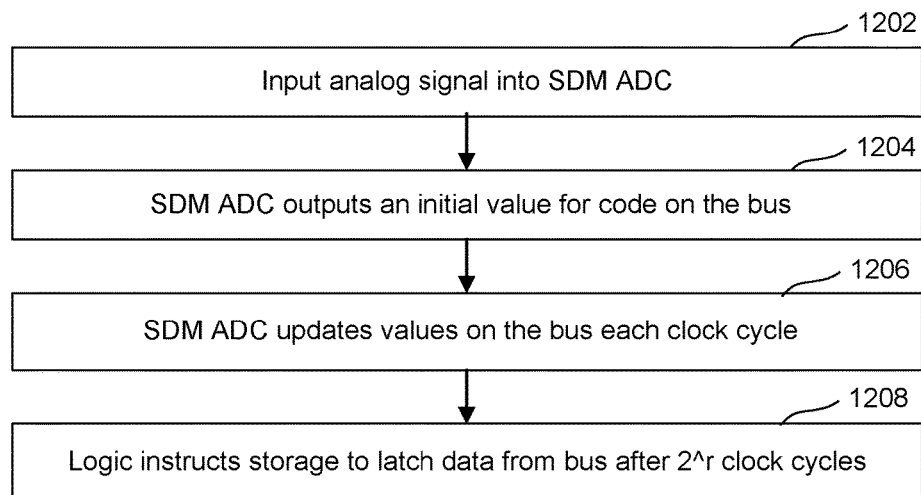 1202
Input analog signal into SDM ADC
1204
SDM ADC outputs an initial value for code on the bus
1206
SDM ADC updates values on the bus each clock cycle
1208
Logic instructs storage to latch data from bus after 2^r clock cycles